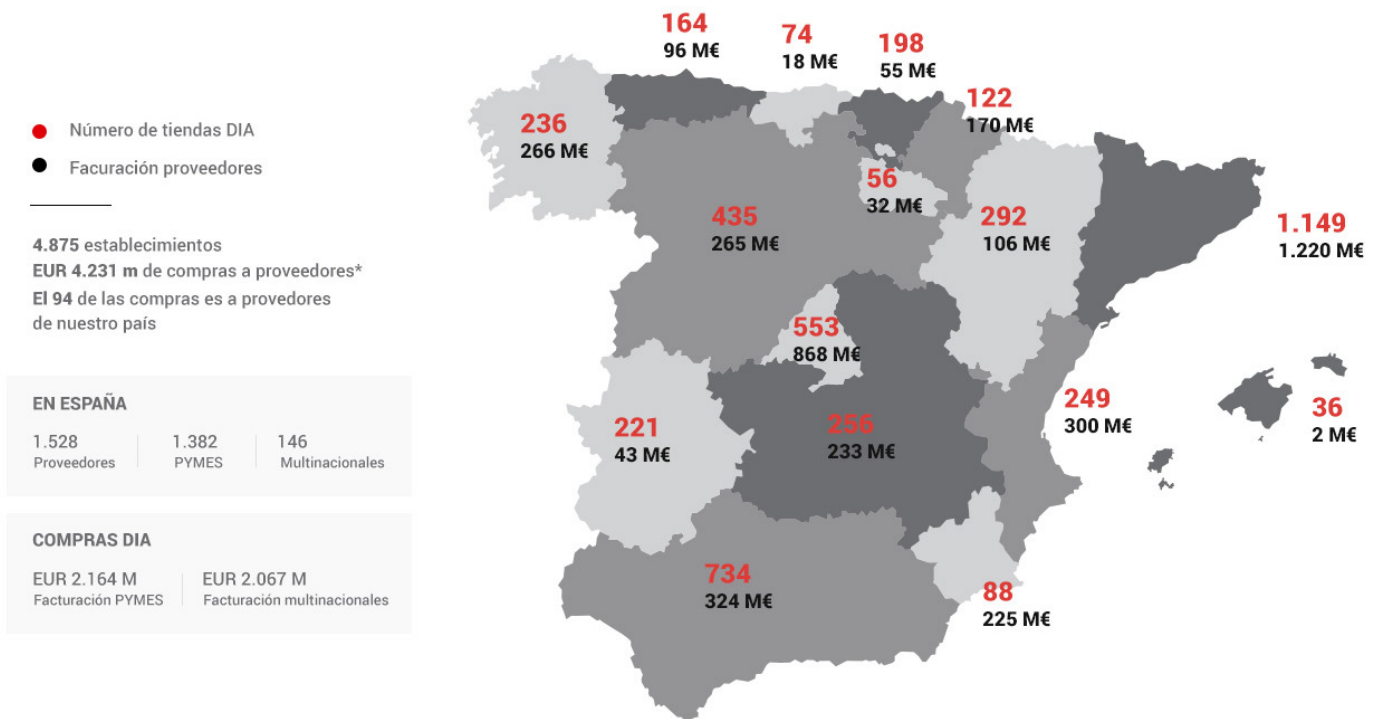 Número de tiendas DIA
Facuración proveedores
4.875 establecimientos
EUR 4.231 m de compras a proveedores*
El 94 de las compras es a provedores
de nuestro país
EN ESPAÑA
1.528
Proveedores
1.382
PYMES
146
Multinacionales
COMPRAS DIA
EUR 2.164 M
Facturación PYMES
EUR 2.067 M
Facturación multinacionales
164
96 M€
74
18 M€
198
55 M€
122
170 M€
236
266 M€
56
32 M€
435
265 M€
292
106 M€
1.149
1.220 M€
553
868 M€
249
300 M€
36
2 M€
221
43 M€
256
233 M€
734
324 M€
88
225 M€